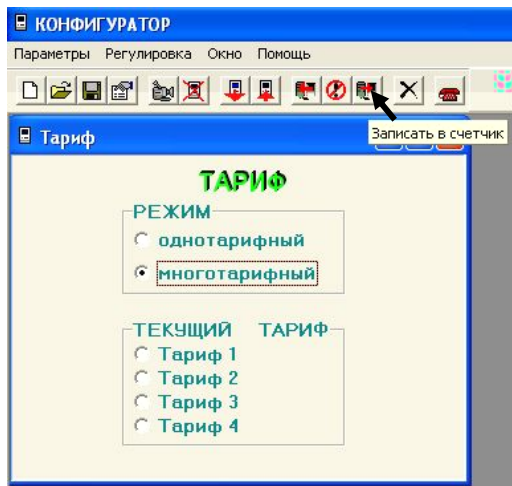 КОНФИГУРАТОР
Параметры Регулировка Окно Помощь
Записать в счетчик
Тариф
ТАРИФ
РЕЖИМ
однотарифный
многотарифный
ТЕКУЩИЙ ТАРИФ
Тариф 1
Тариф 2
Тариф 3
Тариф 4